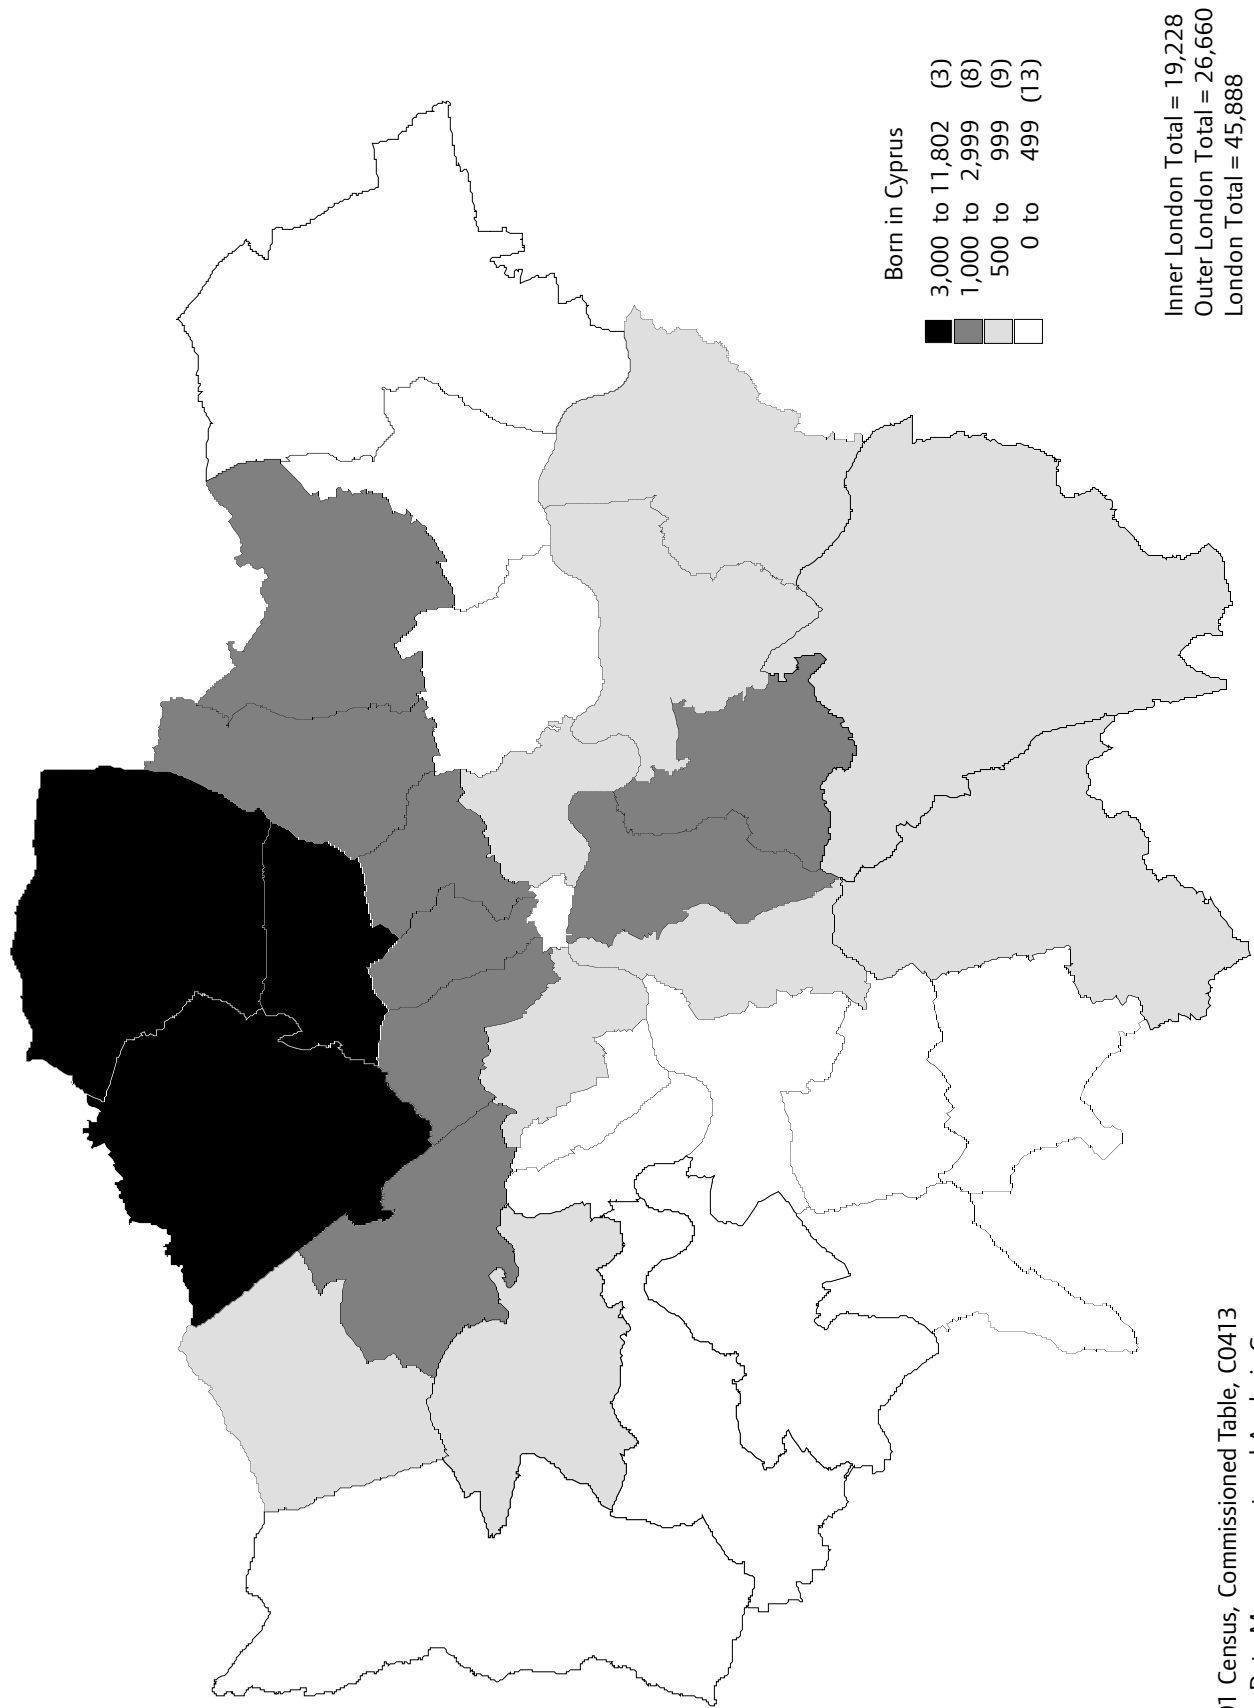 Born in Cyprus
3,000 to 11,802 (3)
1,000 to 2,999 (8)
500 to 999 (9)
0 to 499 (13)
Inner London Total = 19,228
Outer London Total = 26,660
London Total = 45,888
Census, Commissioned Table, C0413